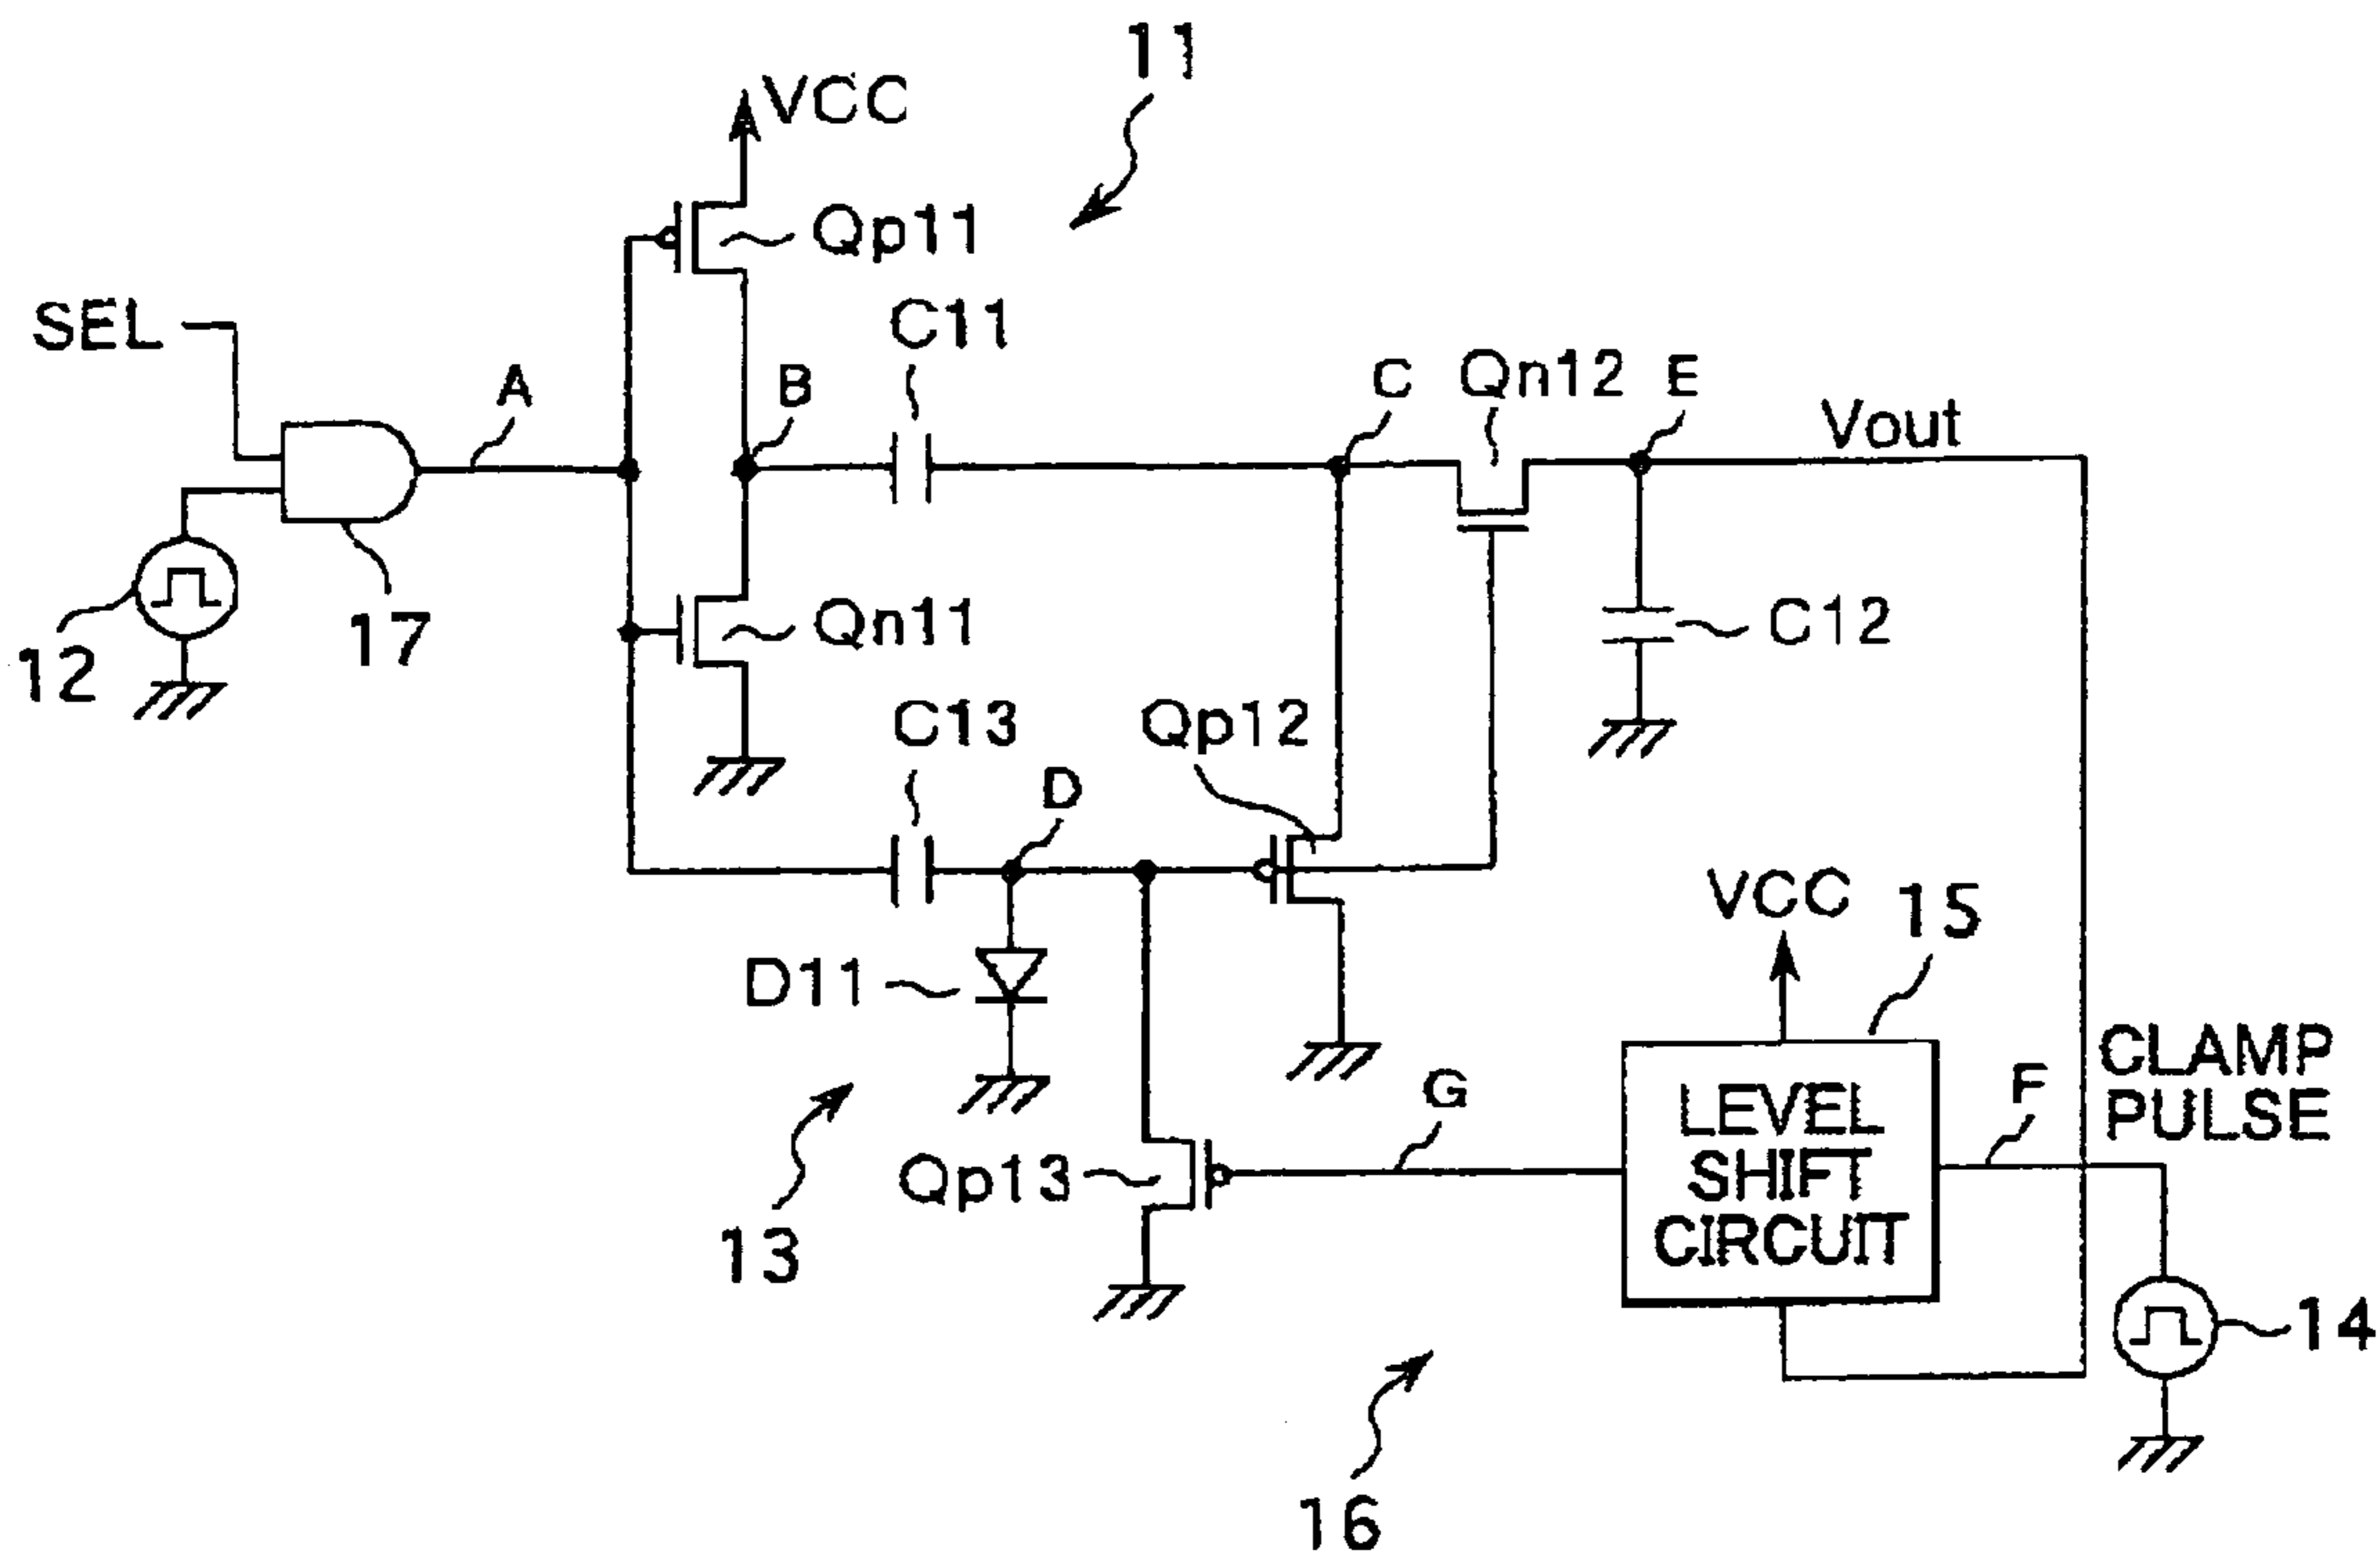 11
VCC
Qp11
SEL
C11
A
B
C
Qn12
E
Vout
12
17
Qn11
C12
C13
Qp12
D
D11
VCC
15
CLAMP
PULSE
F
G
LEVEL
SHIFT
CIRCUIT
Qp13
13
14
16